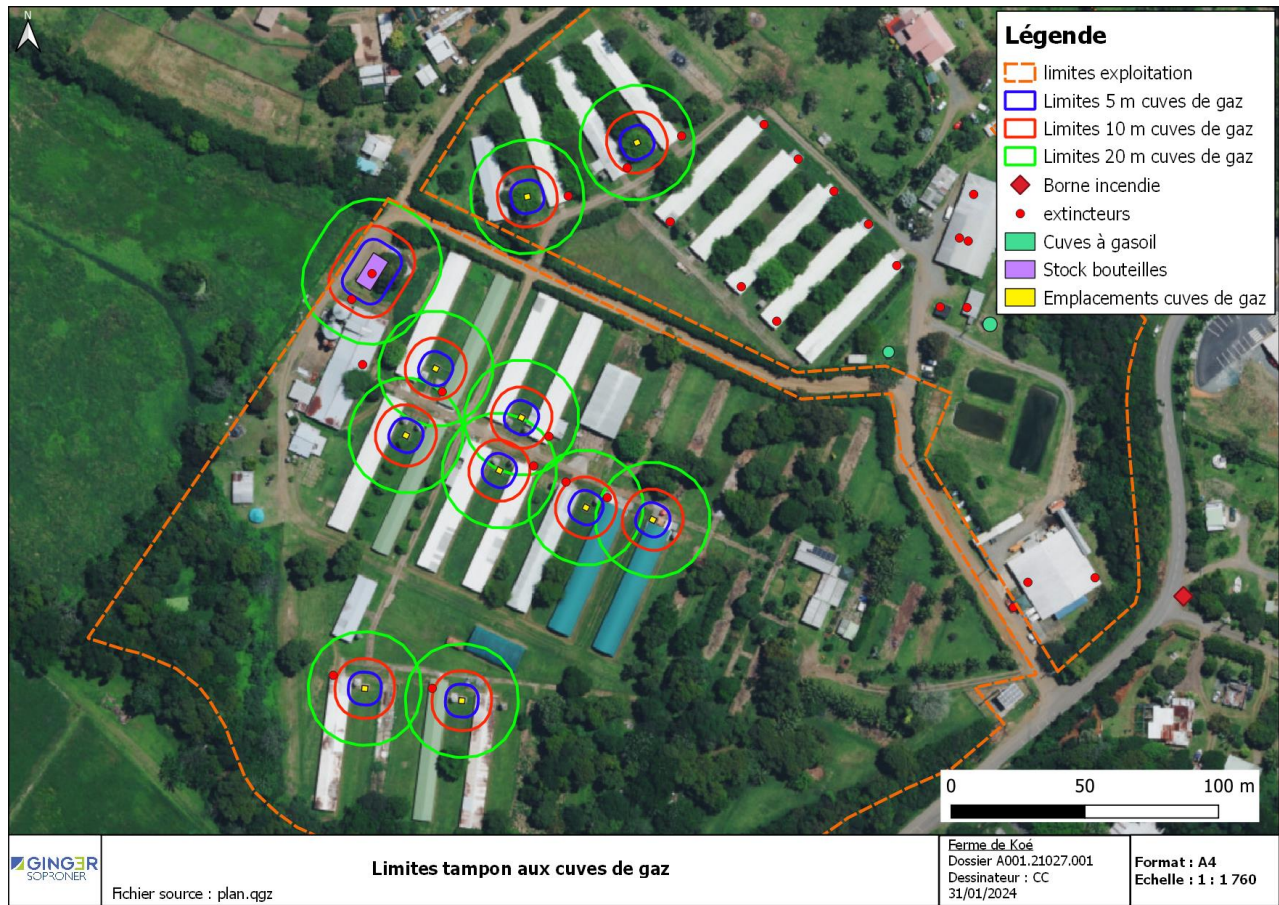 N
Légende
limites exploitation
Limites 5 m cuves de gaz
Limites 10 m cuves de gaz
Limites 20 m cuves de gaz
Borne incendie
extincteurs
Cuves à gasoil
Stock bouteilles
Emplacements cuves de gaz
0 50 100 m
GINGER
SOPRONER
Fichier source : plan.qgz
Limites tampon aux cuves de gaz
Ferme de Koé
Dossier A001.21027.001
Dessinateur : CC
31/01/2024
Format : A4
Echelle : 1 : 1 760